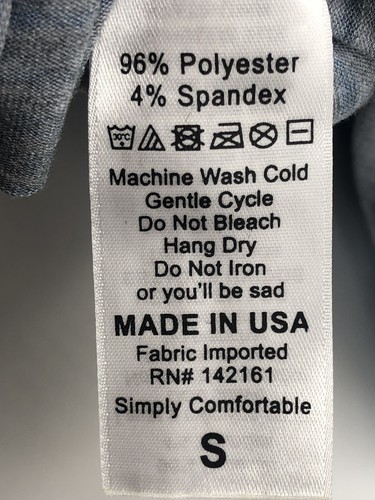 96% Polyester
4% Spandex
30°C
Machine Wash Cold
Gentle Cycle
Do Not Bleach
Hang Dry
Do Not Iron
or you'll be sad
MADE IN USA
Fabric Imported
RN# 142161
Simply Comfortable
S